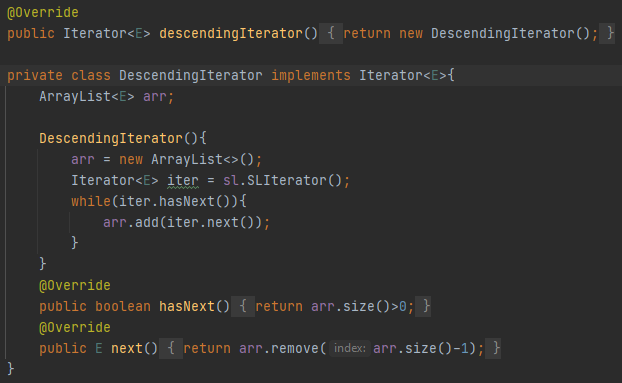 @Override
public Iterator<E> descendingIterator() { return new DescendingIterator(); }
private class DescendingIterator implements Iterator<E>{
ArrayList<E> arr;
DescendingIterator(){
arr = new ArrayList<>();
Iterator<E> iter = sl.SLIterator();
while(iter.hasNext()){
arr.add(iter.next());
}
}
@Override
public boolean hasNext() { return arr.size()>0; }
@Override
public E next() { return arr.remove( index: arr.size()-1); }
}